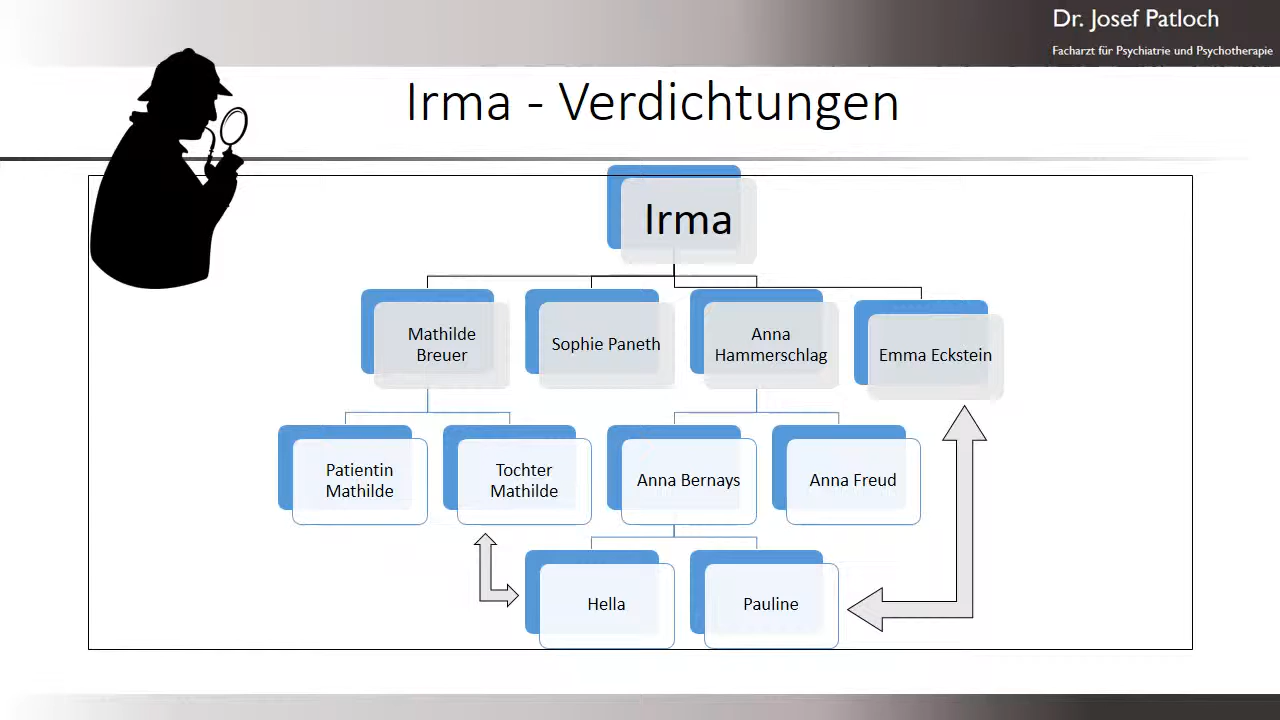 Dr. Josef Patloch
Facharzt für Psychiatrie und Psychotherapie
Irma - Verdichtungen
Irma
Mathilde
Breuer
Sophie Paneth
Anna
Hammerschlag
Emma Eckstein
Patientin
Mathilde
Tochter
Mathilde
Anna Bernays
Anna Freud
Hella
Pauline